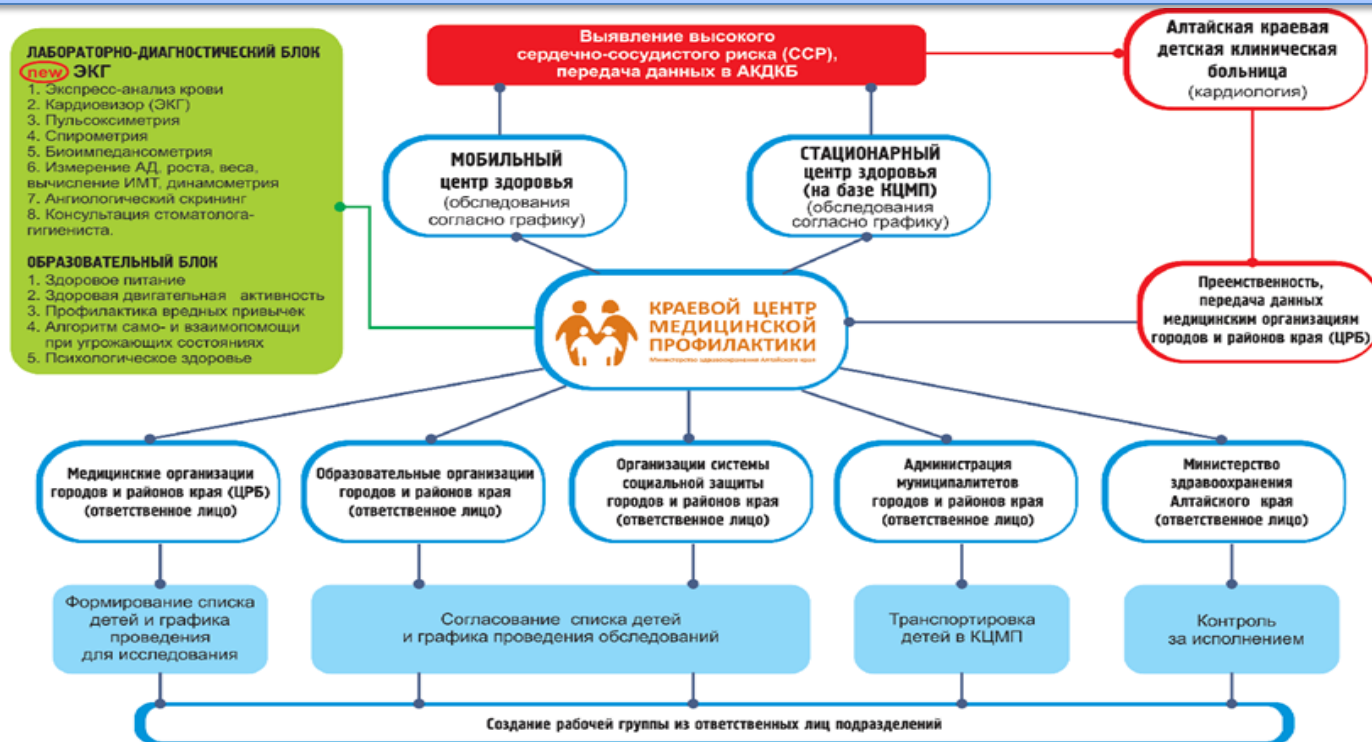 ЛАБОРАТОРНО-ДИАГНОСТИЧЕСКИЙ БЛОК
new ЭКГ
1. Экспресс-анализ крови
2. Кардиовизор (ЭКГ)
3. Пульсоксиметрия
4. Спирометрия
5. Биоимпедансометрия
6. Измерение АД, роста, веса,
вычисление ИМТ, динамометрия
7. Ангиологический скрининг
8. Консультация стоматолога-
гигиениста.
ОБРАЗОВАТЕЛЬНЫЙ БЛОК
1. Здоровое питание
2. Здоровая двигательная активность
3. Профилактика вредных привычек
4. Алгоритм само- и взаимопомощи
при угрожающих состояниях
5. Психологическое здоровье
Выявление высокого
сердечно-сосудистого риска (ССР),
передача данных в АКДКБ
Алтайская краевая
детская клиническая
больница
(кардиология)
МОБИЛЬНЫЙ
центр здоровья
(обследования
согласно графику)
СТАЦИОНАРНЫЙ
центр здоровья
(на базе КЦМП)
(обследования
согласно графику)
Преемственность,
передача данных
медицинским организациям
городов и районов края (ЦРБ)
КРАЕВОЙ ЦЕНТР
МЕДИЦИНСКОЙ
ПРОФИЛАКТИКИ
Министерство здравоохранения Алтайского края
Медицинские организации
городов и районов края (ЦРБ)
(ответственное лицо)
Образовательные организации
городов и районов края
(ответственное лицо)
Организации системы
социальной защиты
городов и районов края
(ответственное лицо)
Администрация
муниципалитетов
городов и районов края
(ответственное лицо)
Министерство
здравоохранения
Алтайского края
(ответственное лицо)
Формирование списка
детей и графика
проведения
для исследования
Согласование списка детей
и графика проведения обследований
Транспортировка
детей в КЦМП
Контроль
за исполнением
Создание рабочей группы из ответственных лиц подразделений